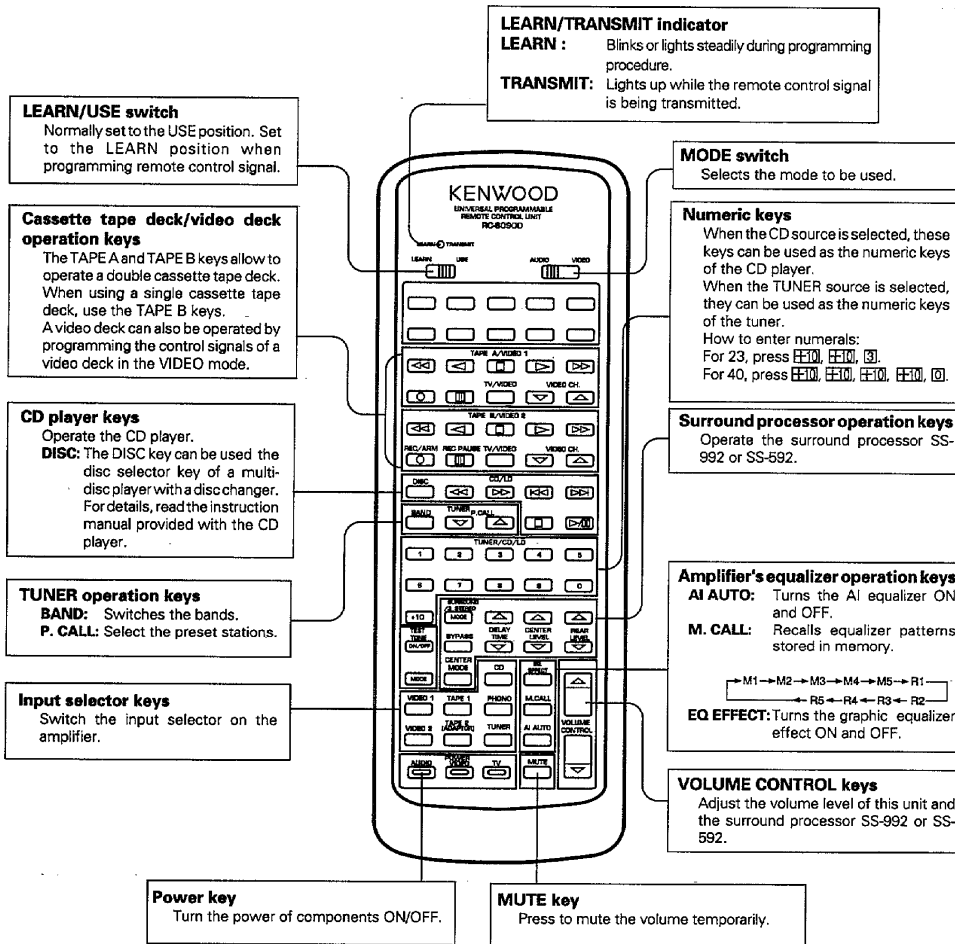 LEARN/TRANSMIT indicator
LEARN : Blinks or lights steadily during programming
procedure.
TRANSMIT: Lights up while the remote control signal
is being transmitted.
LEARN/USE switch
Normally set to the USE position. Set
to the LEARN position when
programming remote control signal.
MODE switch
Selects the mode to be used.
Cassette tape deck/video deck
operation keys
The TAPE A and TAPE B keys allow to
operate a double cassette tape deck.
When using a single cassette tape
deck, use the TAPE B keys.
A video deck can also be operated by
programming the control signals of a
video deck in the VIDEO mode.
Numeric keys
When the CD source is selected, these
keys can be used as the numeric keys
of the CD player.
When the TUNER source is selected,
they can be used as the numeric keys
of the tuner.
How to enter numerals:
For 23, press +10, +10, 3.
For 40, press +10, +10, +10, +10, 0.
CD player keys
Operate the CD player.
DISC: The DISC key can be used the
disc selector key of a multi-
disc player with a disc changer.
For details, read the instruction
manual provided with the CD
player.
Surround processor operation keys
Operate the surround processor SS-
992 or SS-592.
TUNER operation keys
BAND: Switches the bands.
P. CALL: Select the preset stations.
Amplifier's equalizer operation keys
AI AUTO: Turns the AI equalizer ON
and OFF.
M. CALL: Recalls equalizer patterns
stored in memory.
→M1→M2→M3→M4→M5→R1
←R5←R4←R3←R2
EQ EFFECT: Turns the graphic equalizer
effect ON and OFF.
Input selector keys
Switch the input selector on the
amplifier.
VOLUME CONTROL keys
Adjust the volume level of this unit and
the surround processor SS-992 or SS-
592.
Power key
Turn the power of components ON/OFF.
MUTE key
Press to mute the volume temporarily.
KENWOOD
UNIVERSAL PROGRAMMABLE
REMOTE CONTROL UNIT
RC-6090D
LEARN TRANSMIT
LEARN USE AUDIO VIDEO
TAPE A/VIDEO 1
TV/VIDEO VIDEO CH.
TAPE B/VIDEO 2
REC/ARM REC PAUSE TV/VIDEO VIDEO CH.
DISC CD/LD
BAND TUNER P.CALL
TUNER/CD/LD
1 2 3 4 5
6 7 8 9 0
+10 SURROUND MODE
TEST TONE ON/OFF BYPASS DELAY TIME CENTER LEVEL REAR LEVEL
MODE CENTER MODE CD EQ EFFECT
VIDEO 1 TAPE 1 PHONO M.CALL
VIDEO 2 TAPE 2 (ADAPTOR) TUNER AI AUTO VOLUME CONTROL
POWER
AUDIO VIDEO TV MUTE